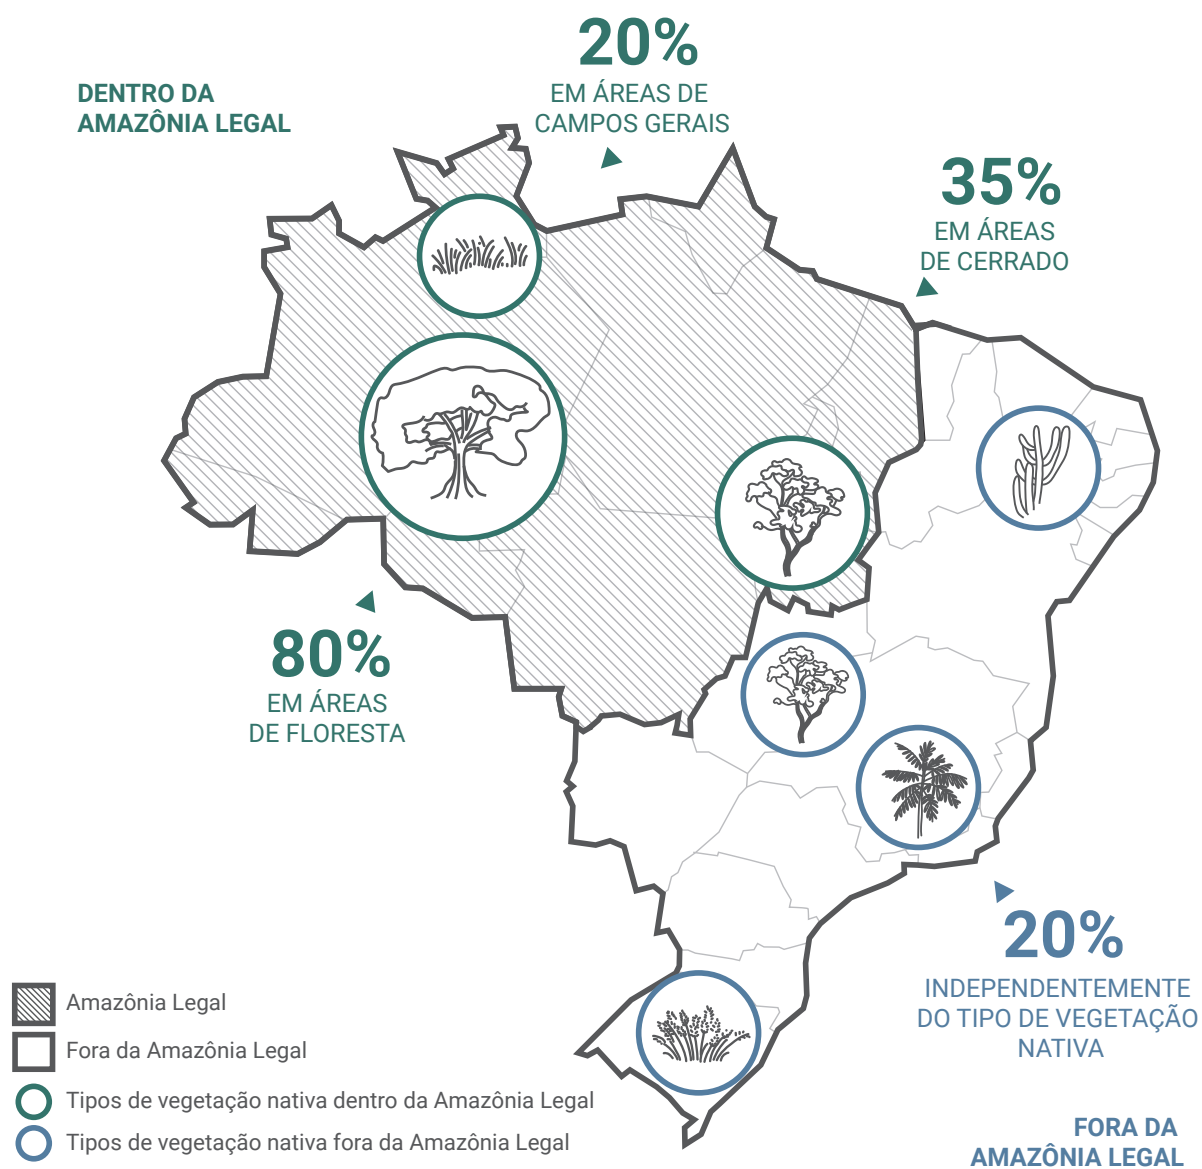 DENTRO DA
AMAZÔNIA LEGAL
20%
EM ÁREAS DE
CAMPOS GERAIS
35%
EM ÁREAS
DE CERRADO
80%
EM ÁREAS
DE FLORESTA
20%
INDEPENDENTEMENTE
DO TIPO DE VEGETAÇÃO
NATIVA
FORA DA
AMAZÔNIA LEGAL
Amazônia Legal
Fora da Amazônia Legal
Tipos de vegetação nativa dentro da Amazônia Legal
Tipos de vegetação nativa fora da Amazônia Legal